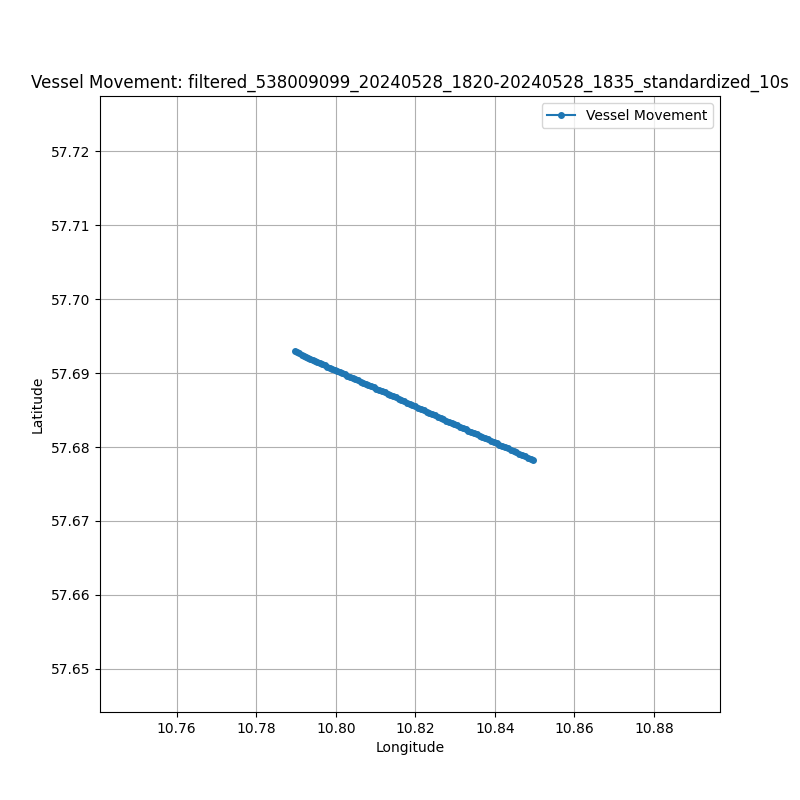 Vessel Movement: filtered_538009099_20240528_1820-20240528_1835_standardized_10s
Vessel Movement
57.72
57.71
57.70
57.69
57.68
57.67
57.66
57.65
Latitude
10.76 10.78 10.80 10.82 10.84 10.86 10.88
Longitude